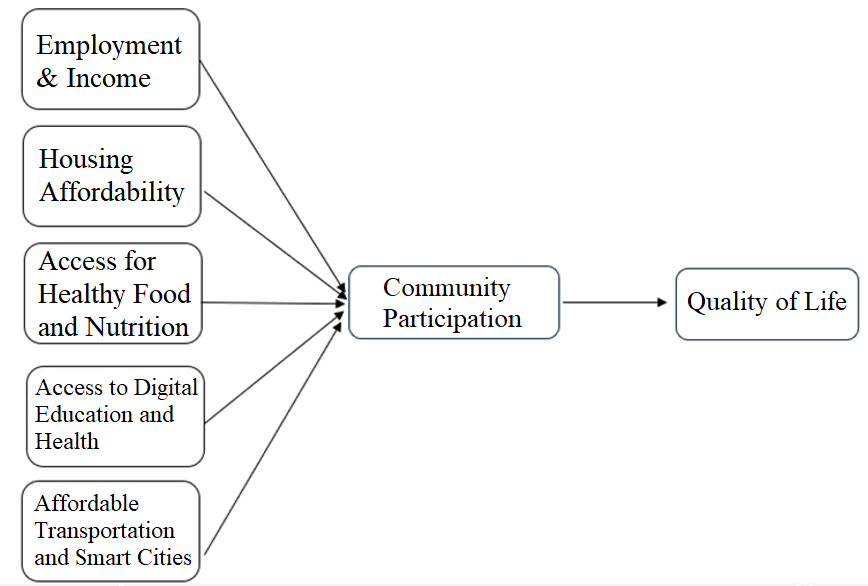 Employment
& Income
Housing
Affordability
Access for
Healthy Food
and Nutrition
Access to Digital
Education and
Health
Affordable
Transportation
and Smart Cities
Community
Participation
Quality of Life